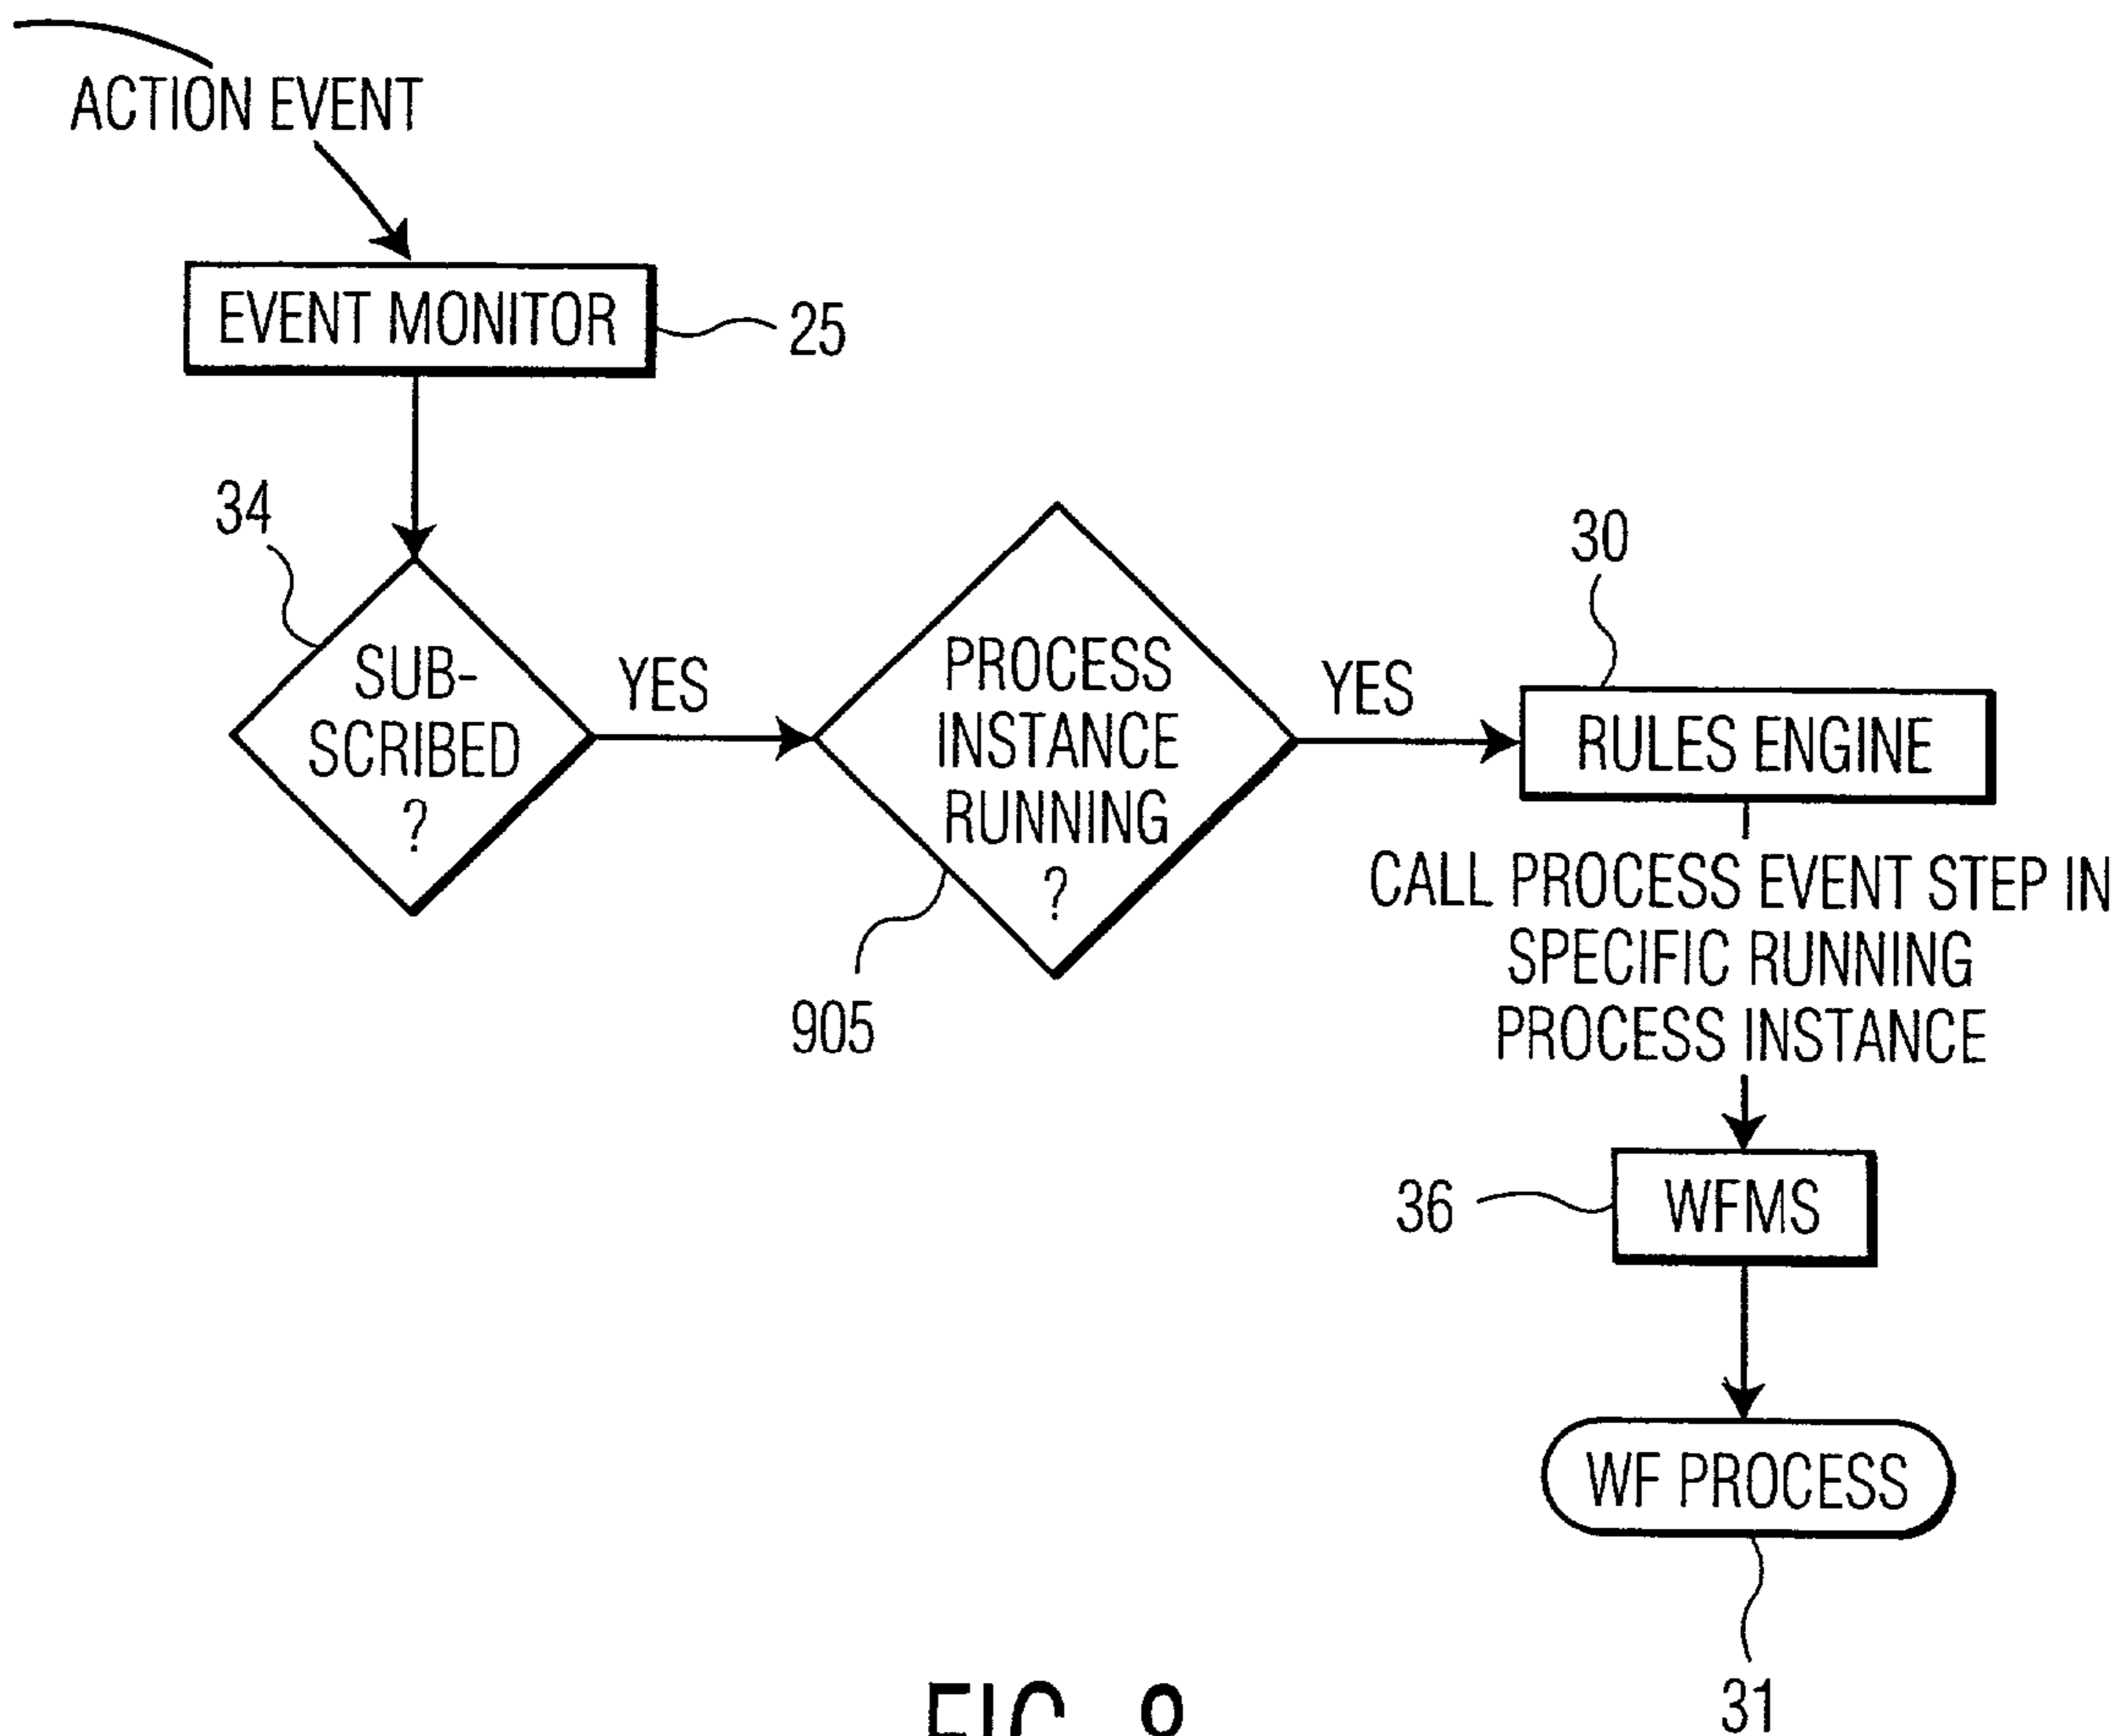 ACTION EVENT
EVENT MONITOR
25
34
SUB-
SCRIBED
?
YES
PROCESS
INSTANCE
RUNNING
?
905
YES
30
RULES ENGINE
CALL PROCESS EVENT STEP IN
SPECIFIC RUNNING
PROCESS INSTANCE
36
WFMS
WF PROCESS
31
FIG